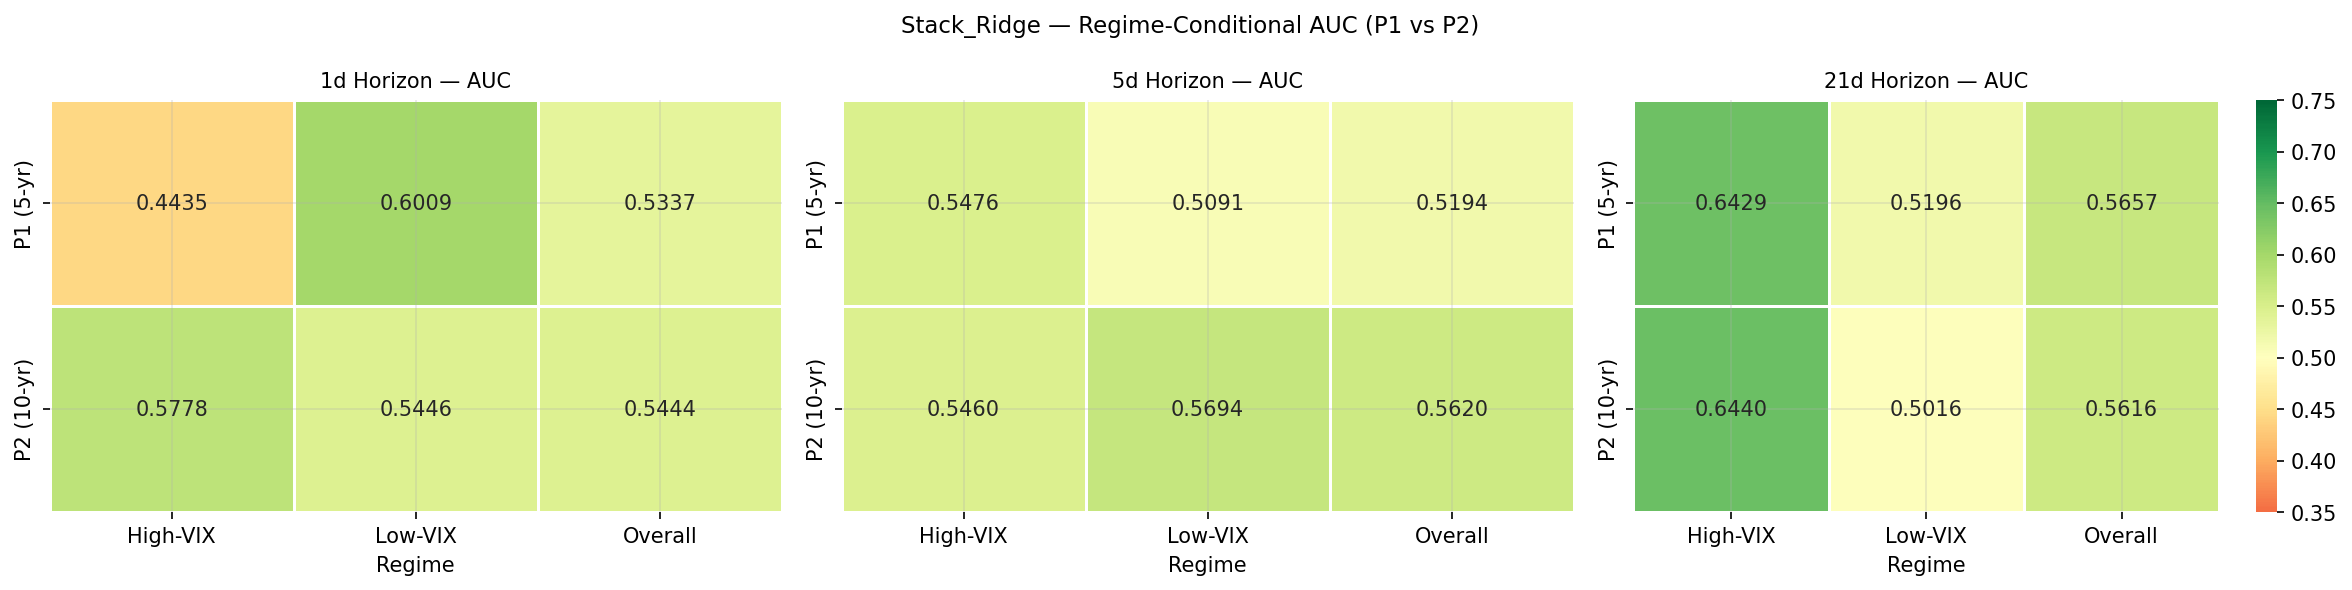 Stack_Ridge — Regime-Conditional AUC (P1 vs P2)
1d Horizon — AUC
P1 (5-yr)
0.4435 0.6009 0.5337
P2 (10-yr)
0.5778 0.5446 0.5444
High-VIX Low-VIX Overall
Regime
5d Horizon — AUC
P1 (5-yr)
0.5476 0.5091 0.5194
P2 (10-yr)
0.5460 0.5694 0.5620
High-VIX Low-VIX Overall
Regime
21d Horizon — AUC
P1 (5-yr)
0.6429 0.5196 0.5657
P2 (10-yr)
0.6440 0.5016 0.5616
High-VIX Low-VIX Overall
Regime
0.75
0.70
0.65
0.60
0.55
0.50
0.45
0.40
0.35